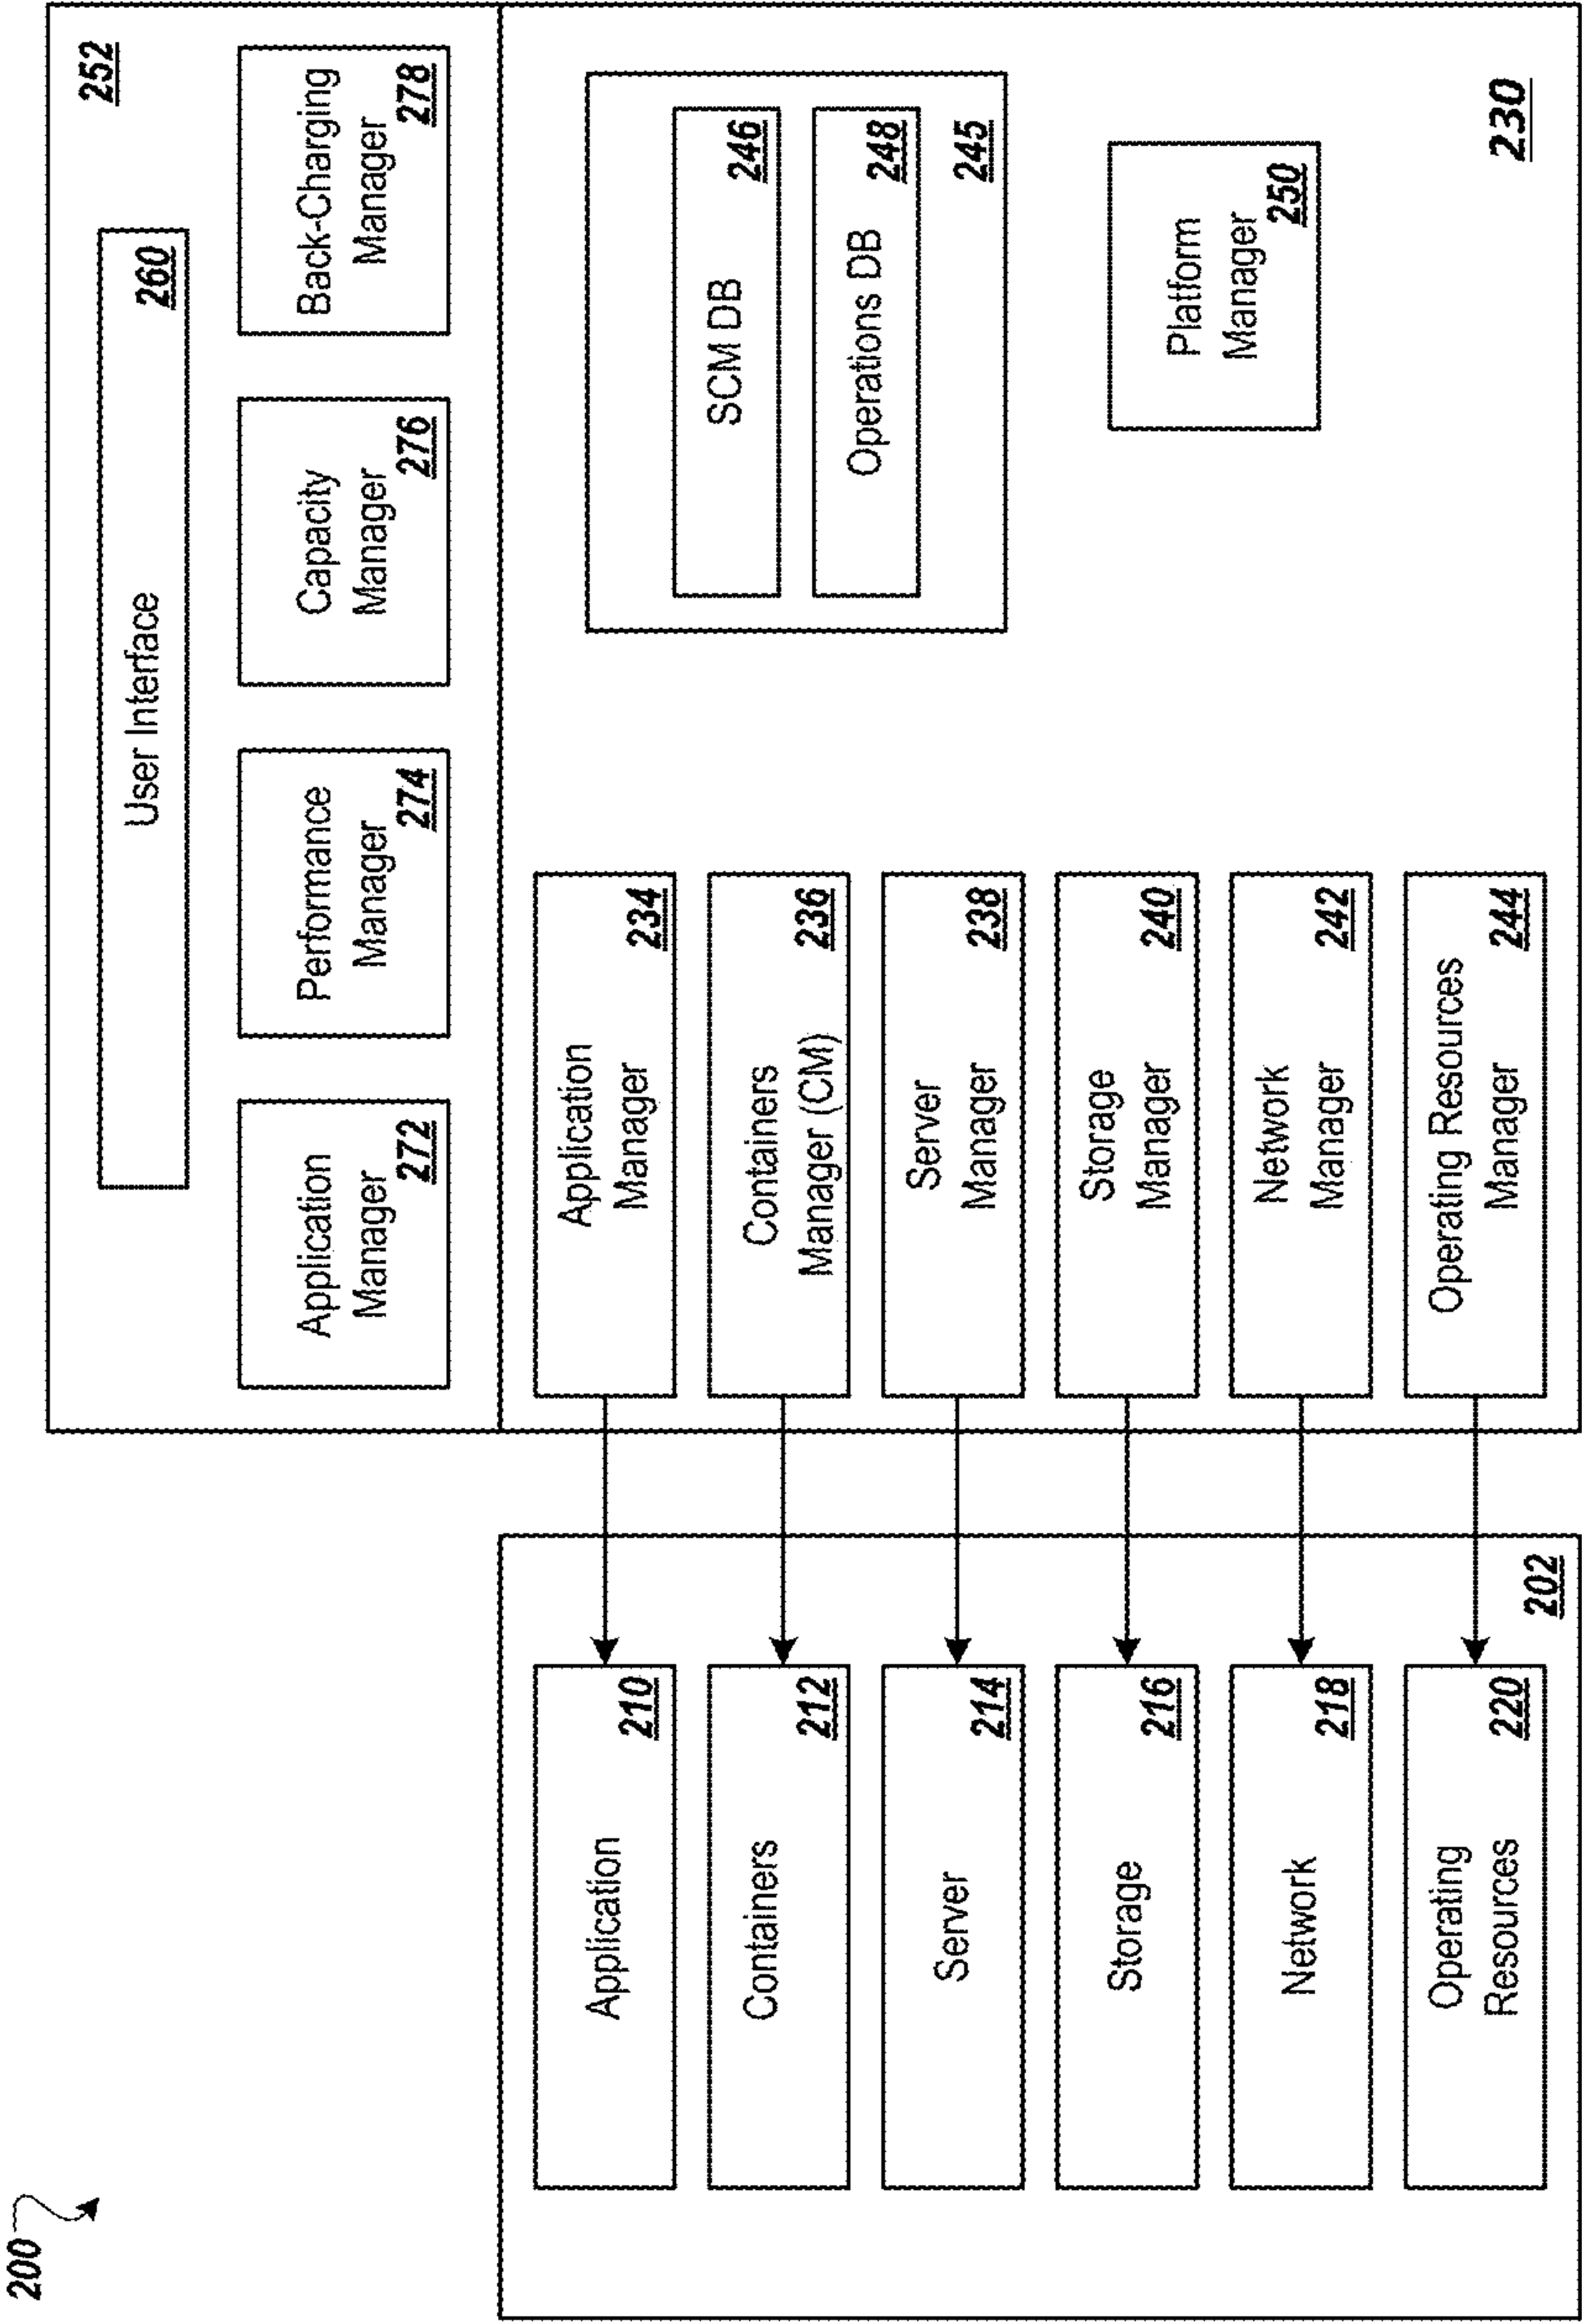 200
252
User Interface
260
Application
Manager
272
Performance
Manager
274
Capacity
Manager
276
Back-Charging
Manager
278
Application
210
Containers
212
Server
214
Storage
216
Network
218
Operating
Resources
220
202
Application
Manager
234
Containers
Manager (CM)
236
Server
Manager
238
Storage
Manager
240
Network
Manager
242
Operating Resources
Manager
244
SCM DB
246
Operations DB
248
245
Platform
Manager
250
230